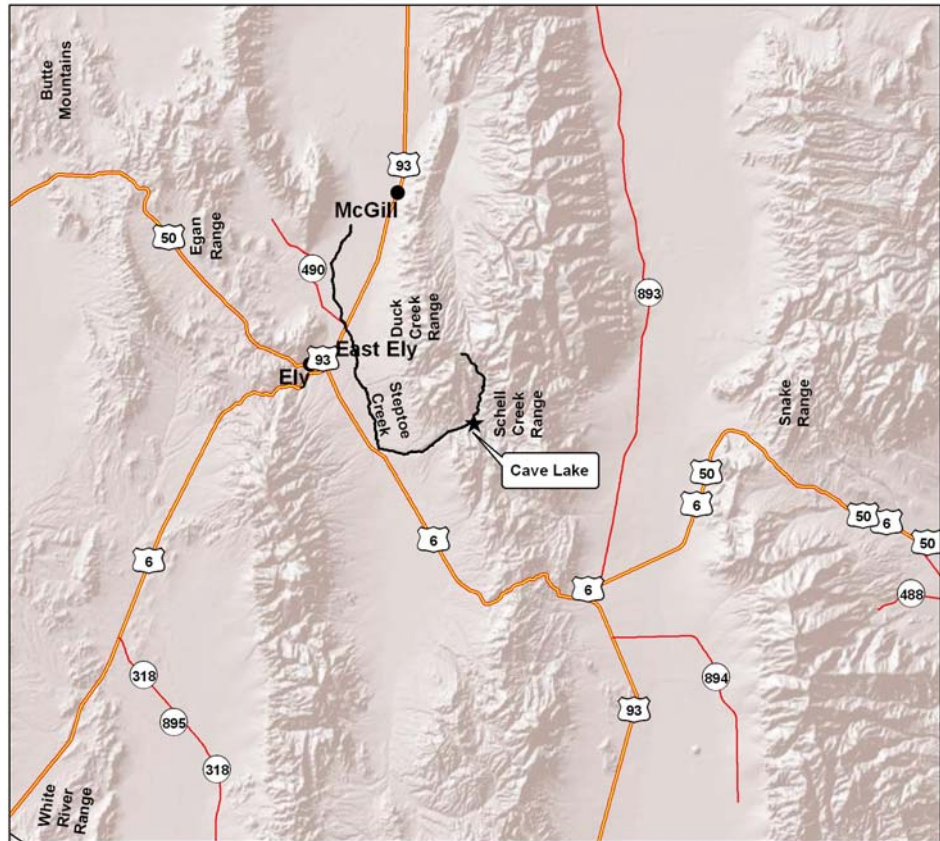 Butte
Mountains
93
McGill
50
Egan
Range
490
893
Duck
Creek
Range
93
East Ely
Ely
Steptoe
Creek
Schell
Creek
Range
Snake
Range
Cave Lake
50
6
50
6
50
6
6
6
488
318
894
895
93
318
White
River
Range